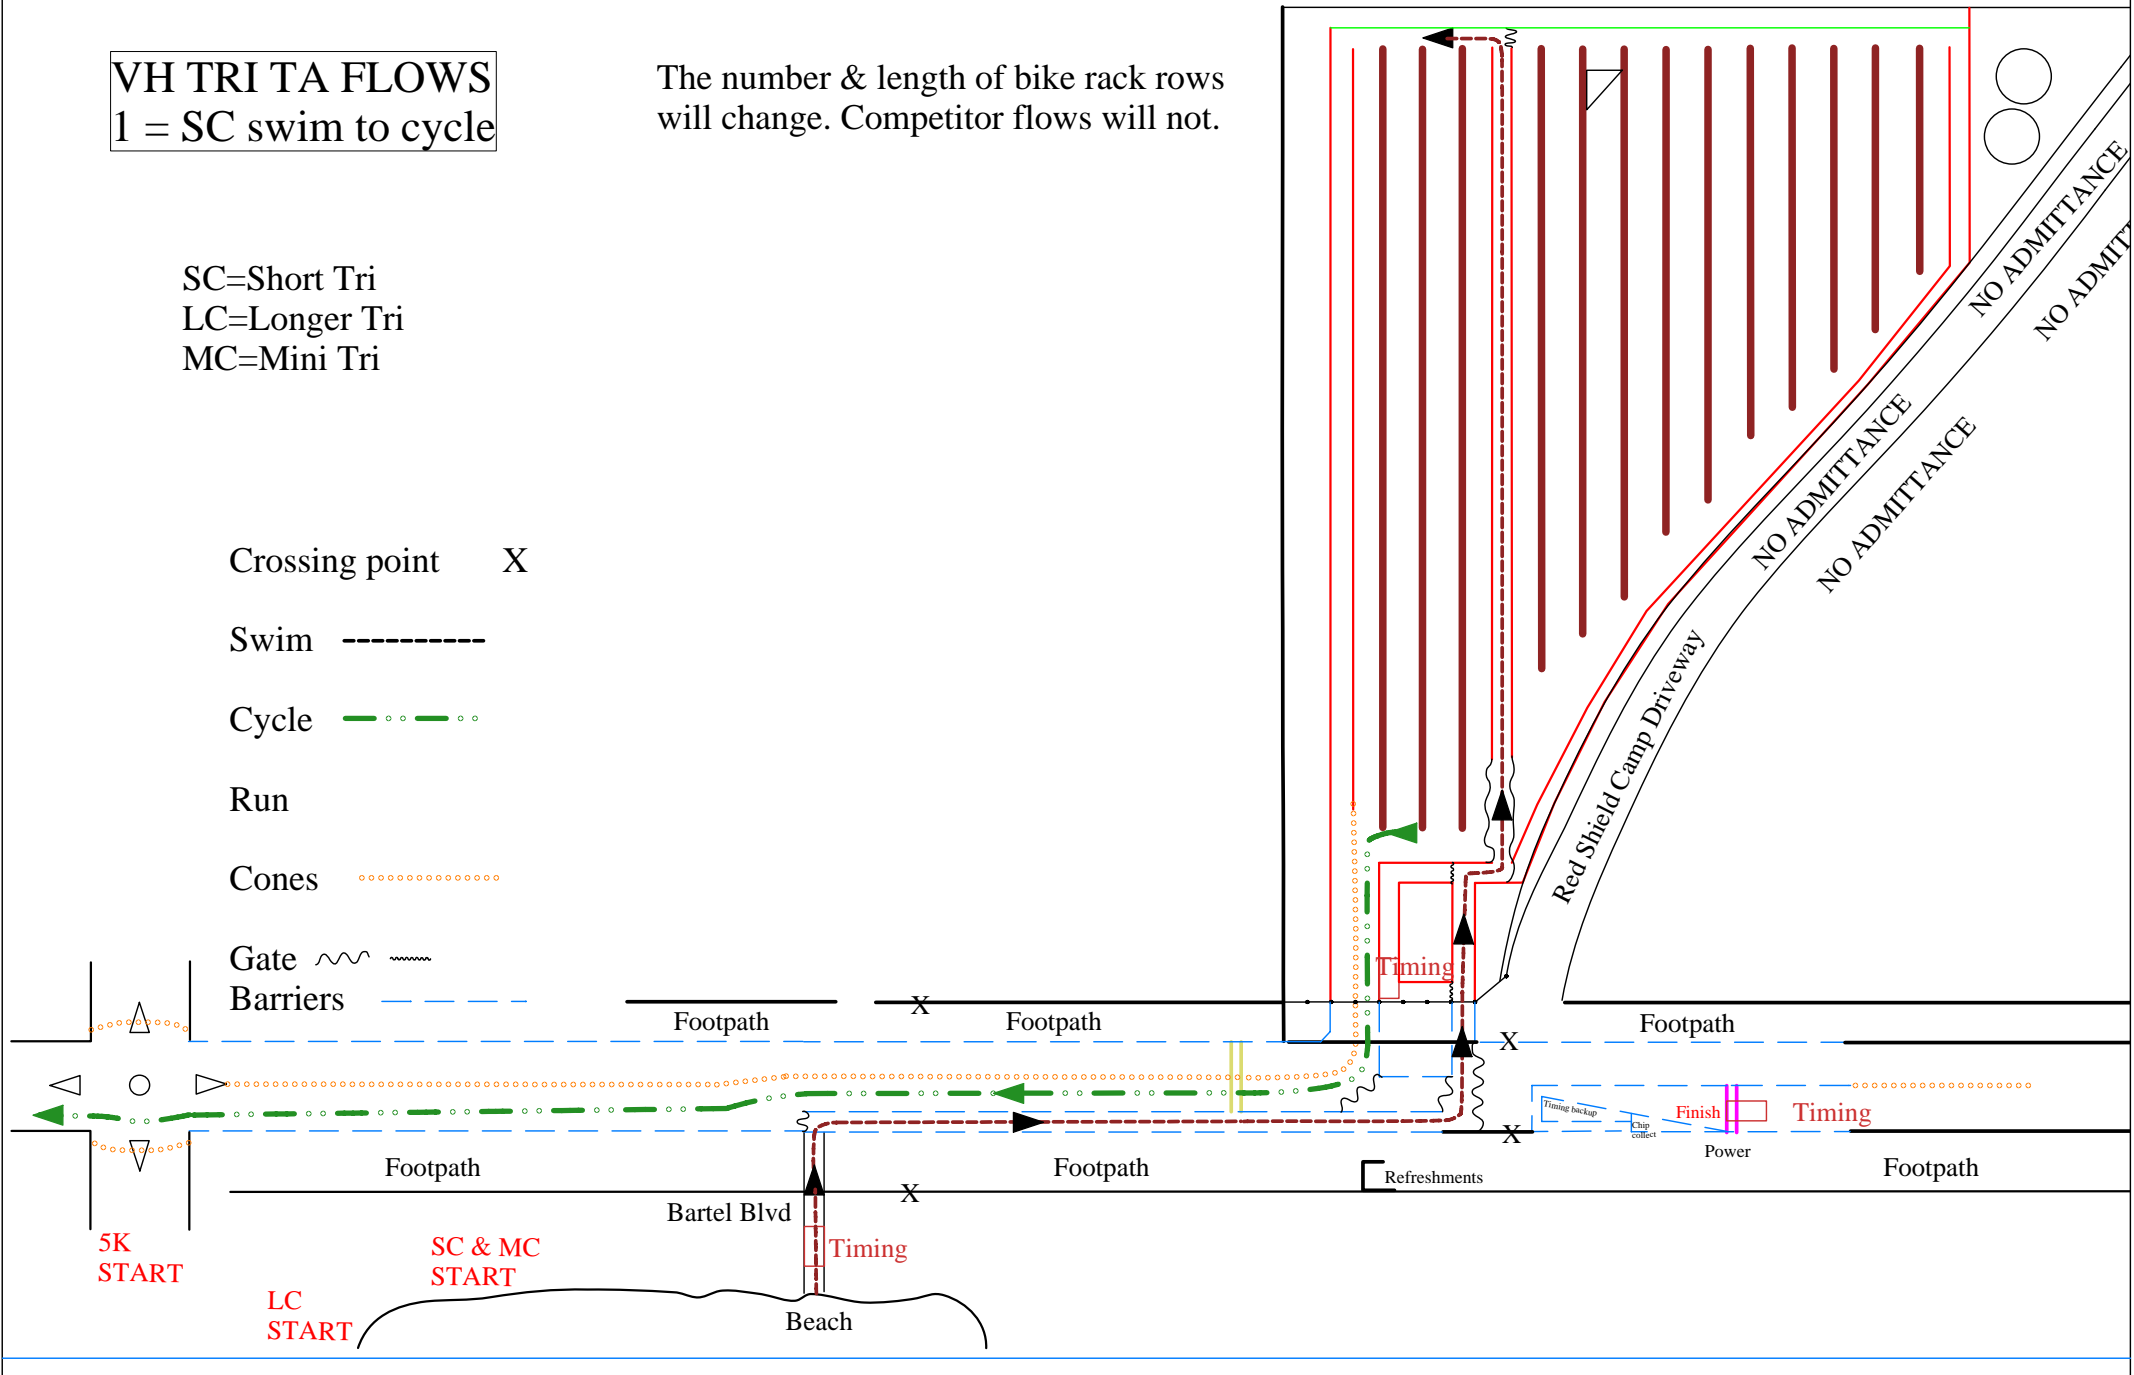 VH TRI TA FLOWS
1 = SC swim to cycle
The number & length of bike rack rows
will change. Competitor flows will not.
SC=Short Tri
LC=Longer Tri
MC=Mini Tri
Crossing point X
Swim
Cycle
Run
Cones
Gate
Barriers
NO ADMITTANCE
NO ADMITT
NO ADMITTANCE
NO ADMITTANCE
Red Shield Camp Driveway
Timing
X
Footpath
Footpath
Footpath
X
Timing backup
Chip
collect
Finish
Timing
X
Power
Footpath
Footpath
Refreshments
Footpath
X
Bartel Blvd
Timing
5K
START
SC & MC
START
LC
START
Beach